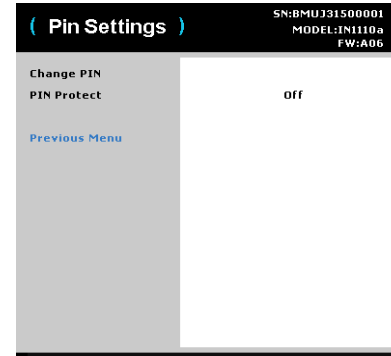 ( Pin Settings )
SN:BMUJ31500001
MODEL:IN1110a
FW:A06
Change PIN
PIN Protect Off
Previous Menu